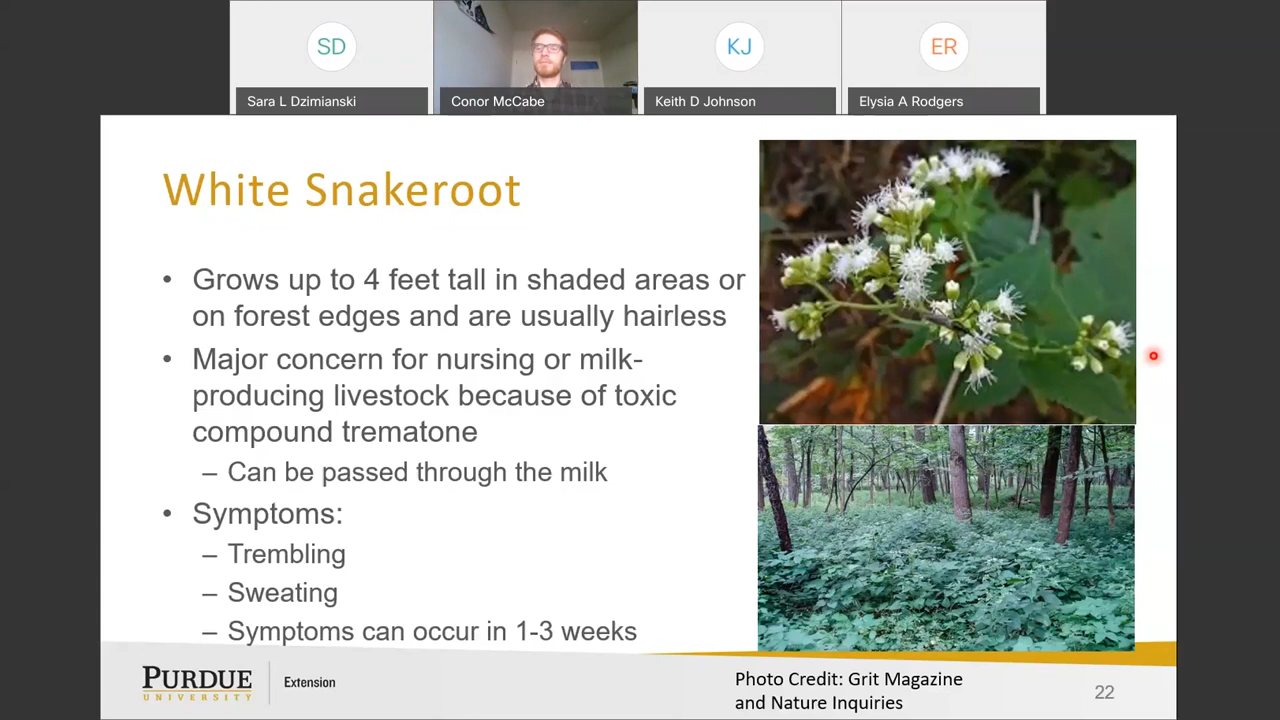 SD
KJ
ER
Sara L Dzimianski
Conor McCabe
Keith D Johnson
Elysia A Rodgers
White Snakeroot
• Grows up to 4 feet tall in shaded areas or
on forest edges and are usually hairless
• Major concern for nursing or milk-
producing livestock because of toxic
compound trematone
– Can be passed through the milk
• Symptoms:
– Trembling
– Sweating
– Symptoms can occur in 1-3 weeks
PURDUE
UNIVERSITY
Extension
Photo Credit: Grit Magazine
and Nature Inquiries
22